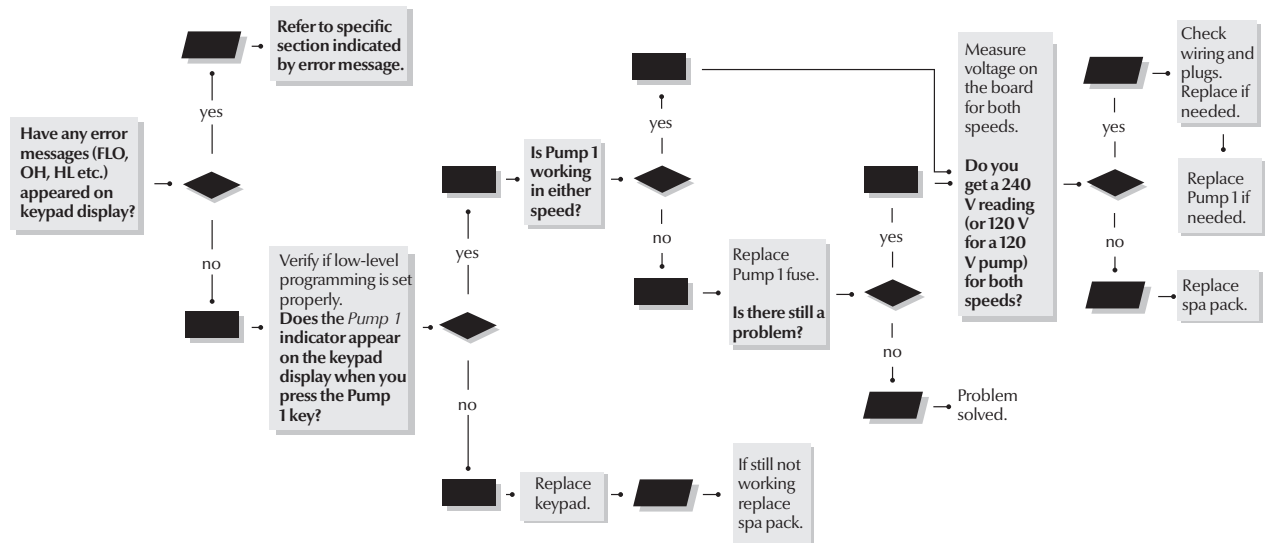 Refer to specific
section indicated
by error message.
yes
Have any error
messages (FLO,
OH, HL etc.)
appeared on
keypad display?
no
Verify if low-level
programming is set
properly.
Does the Pump 1
indicator appear
on the keypad
display when you
press the Pump
1 key?
yes
Is Pump 1
working
in either
speed?
yes
no
Replace
Pump 1 fuse.
Is there still a
problem?
yes
no
Problem
solved.
Measure
voltage on
the board
for both
speeds.
Do you
get a 240
V reading
(or 120 V
for a 120
V pump)
for both
speeds?
yes
Check
wiring and
plugs.
Replace if
needed.
Replace
Pump 1 if
needed.
no
Replace
spa pack.
no
Replace
keypad.
If still not
working
replace
spa pack.